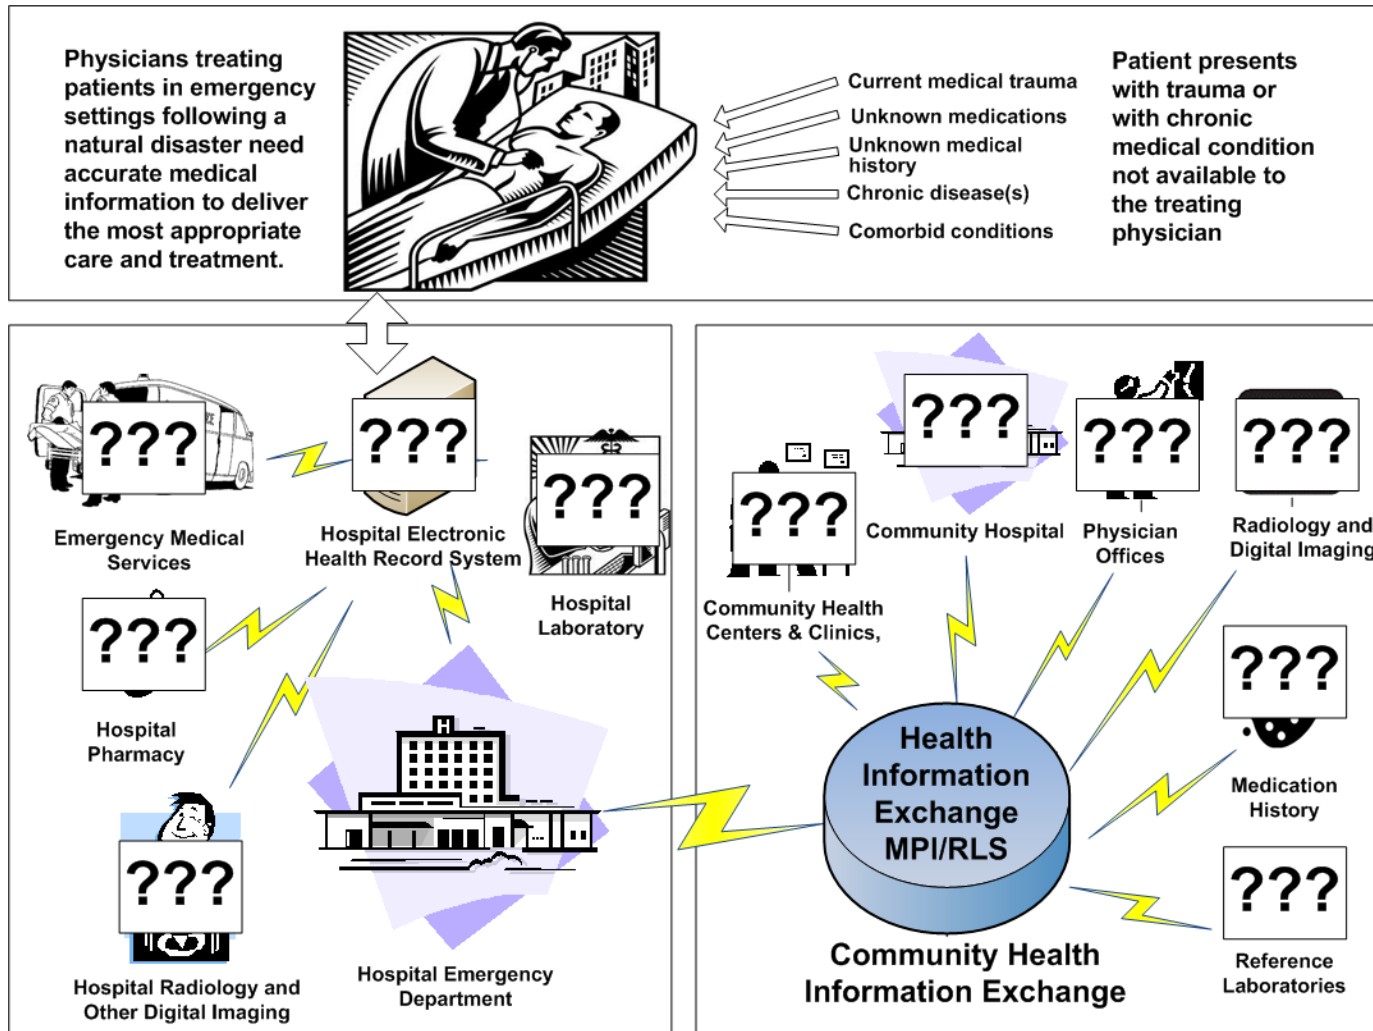 Physicians treating
patients in emergency
settings following a
natural disaster need
accurate medical
information to deliver
the most appropriate
care and treatment.
Current medical trauma
Unknown medications
Unknown medical
history
Chronic disease(s)
Comorbid conditions
Patient presents
with trauma or
with chronic
medical condition
not available to
the treating
physician
???
Emergency Medical
Services
???
Hospital Electronic
Health Record System
???
Hospital
Laboratory
???
Hospital
Pharmacy
???
Hospital Radiology and
Other Digital Imaging
H
Hospital Emergency
Department
???
Community Health
Centers & Clinics,
???
Community Hospital
???
Physician
Offices
???
Radiology and
Digital Imaging
???
Medication
History
???
Reference
Laboratories
Health
Information
Exchange
MPI/RLS
Community Health
Information Exchange